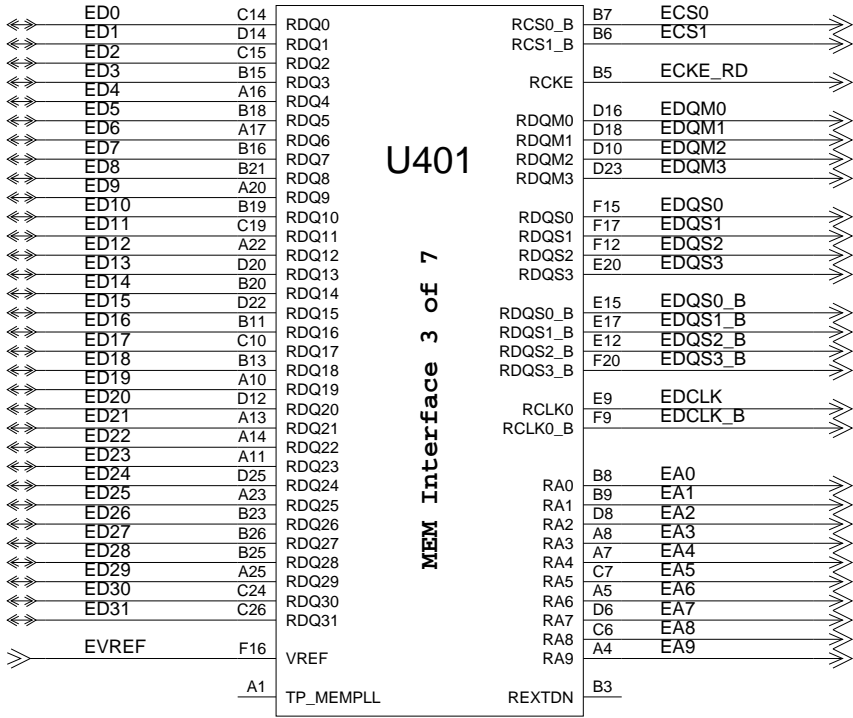 ED0 C14 RDQ0 RCS0_B B7 ECS0
ED1 D14 RDQ1 RCS1_B B6 ECS1
ED2 C15 RDQ2
ED3 B15 RDQ3 RCKE B5 ECKE_RD
ED4 A16 RDQ4
ED5 B18 RDQ5 RDQM0 D16 EDQM0
ED6 A17 RDQ6 RDQM1 D18 EDQM1
ED7 B16 RDQ7 RDQM2 D10 EDQM2
ED8 B21 RDQ8 RDQM3 D23 EDQM3
U401
ED9 A20 RDQ9
ED10 B19 RDQ10 RDQS0 F15 EDQS0
ED11 C19 RDQ11 RDQS1 F17 EDQS1
ED12 A22 RDQ12 RDQS2 F12 EDQS2
ED13 D20 RDQ13 RDQS3 E20 EDQS3
ED14 B20 RDQ14
ED15 D22 RDQ15 RDQS0_B E15 EDQS0_B
ED16 B11 RDQ16 RDQS1_B E17 EDQS1_B
ED17 C10 RDQ17 RDQS2_B E12 EDQS2_B
ED18 B13 RDQ18 RDQS3_B F20 EDQS3_B
ED19 A10 RDQ19
ED20 D12 RDQ20 RCLK0 E9 EDCLK
ED21 A13 RDQ21 RCLK0_B F9 EDCLK_B
ED22 A14 RDQ22
ED23 A11 RDQ23
MEM Interface 3 of 7
ED24 D25 RDQ24 RA0 B8 EA0
ED25 A23 RDQ25 RA1 B9 EA1
ED26 B23 RDQ26 RA2 D8 EA2
ED27 B26 RDQ27 RA3 A8 EA3
ED28 B25 RDQ28 RA4 A7 EA4
ED29 A25 RDQ29 RA5 C7 EA5
ED30 C24 RDQ30 RA6 A5 EA6
ED31 C26 RDQ31 RA7 D6 EA7
RA8 C6 EA8
EVREF F16 VREF RA9 A4 EA9
A1 TP_MEMPLL REXTDN B3